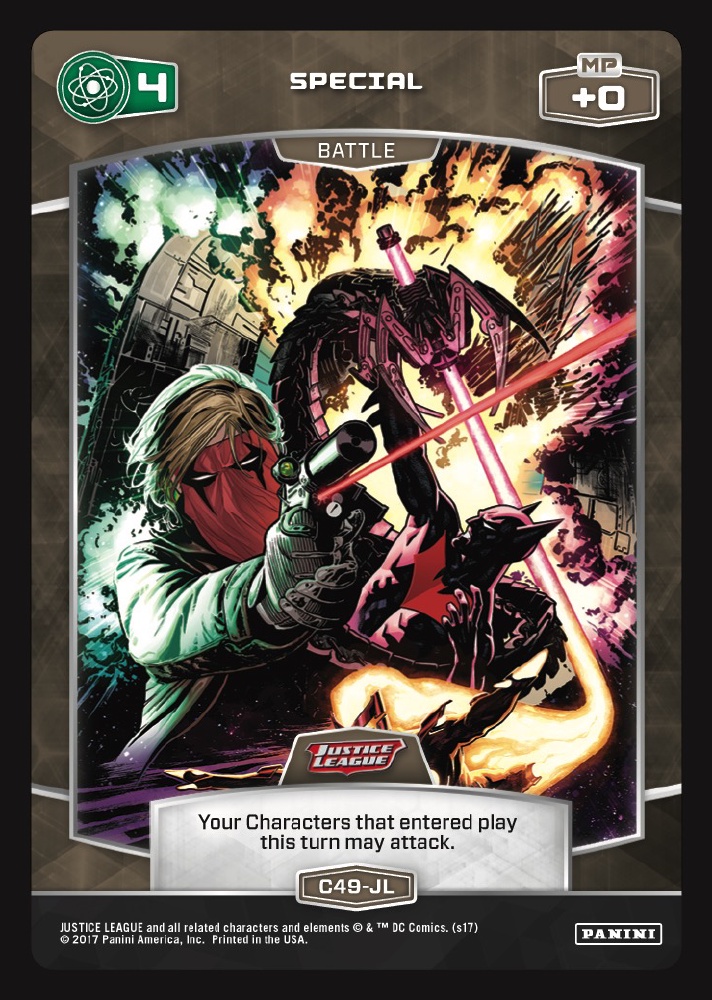 4
SPECIAL
MP
+0
BATTLE
JUSTICE
LEAGUE
Your Characters that entered play
this turn may attack.
C49-JL
JUSTICE LEAGUE and all related characters and elements © & ™ DC Comics. (s17)
© 2017 Panini America, Inc. Printed in the USA.
PANINI